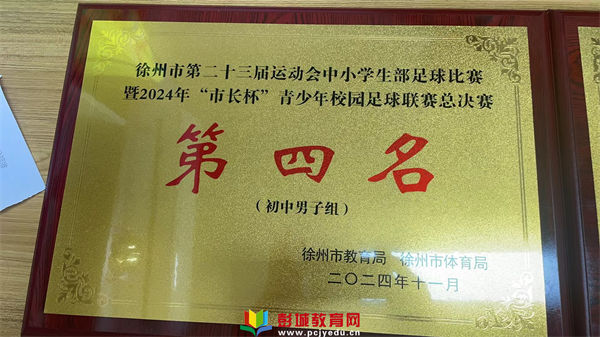 徐州市第二十三届运动会中小学生部足球比赛
暨2024年“市长杯”青少年校园足球联赛总决赛
第四名
（初中男子组）
徐州市教育局 徐州市体育局
二〇二四年十一月
彭城教育网
www.pcjyedu.cn